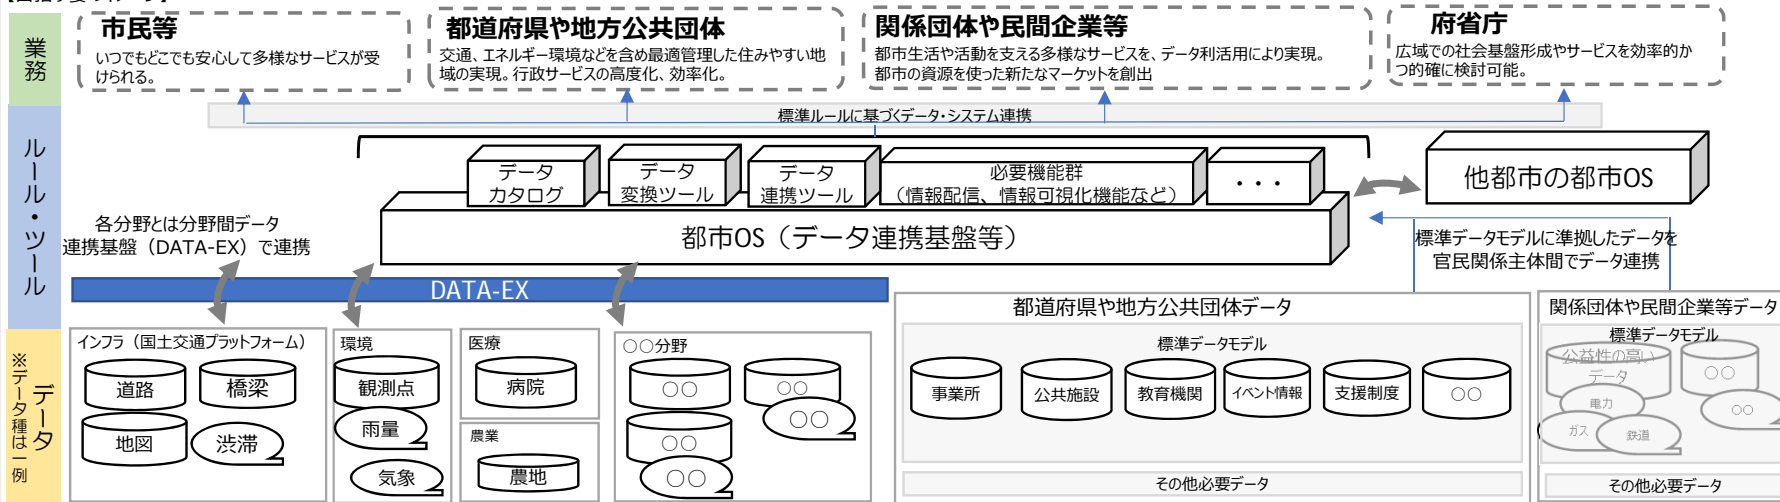 業務
市民等
いつでもどこでも安心して多様なサービスが受
けられる。
都道府県や地方公共団体
交通、エネルギー環境などを含め最適管理した住みやすい地
域の実現。行政サービスの高度化、効率化。
関係団体や民間企業等
都市生活や活動を支える多様なサービスを、データ利活用により実現。
都市の資源を使った新たなマーケットを創出
府省庁
広域での社会基盤形成やサービスを効率的か
つ的確に検討可能。
標準ルールに基づくデータ・システム連携
ルール・ツール
データ
カタログ
データ
変換ツール
データ
連携ツール
必要機能群
（情報配信、情報可視化機能など）
・・・
他都市の都市OS
都市OS（データ連携基盤等）
各分野とは分野間データ
連携基盤（DATA-EX）で連携
標準データモデルに準拠したデータを
官民関係主体間でデータ連携
DATA-EX
データ
※データ種は一例
インフラ（国土交通プラットフォーム）
道路
橋梁
地図
渋滞
環境
観測点
雨量
気象
医療
病院
農業
農地
○○分野
○○
○○
○○
○○
○○
都道府県や地方公共団体データ
標準データモデル
事業所
公共施設
教育機関
イベント情報
支援制度
○○
その他必要データ
関係団体や民間企業等データ
標準データモデル
公益性の高い
データ
○○
電力
○○
ガス
鉄道
その他必要データ